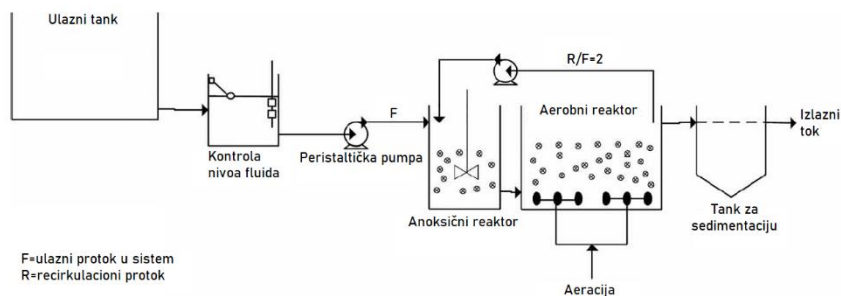 Ulazni tank
R/F=2
F
Aerobni reaktor
Izlazni
tok
Kontrola
nivoa fluida
Peristaltička pumpa
Anoksični reaktor
Tank za
sedimentaciju
F=ulazni protok u sistem
R=recirkulacioni protok
Aeracija